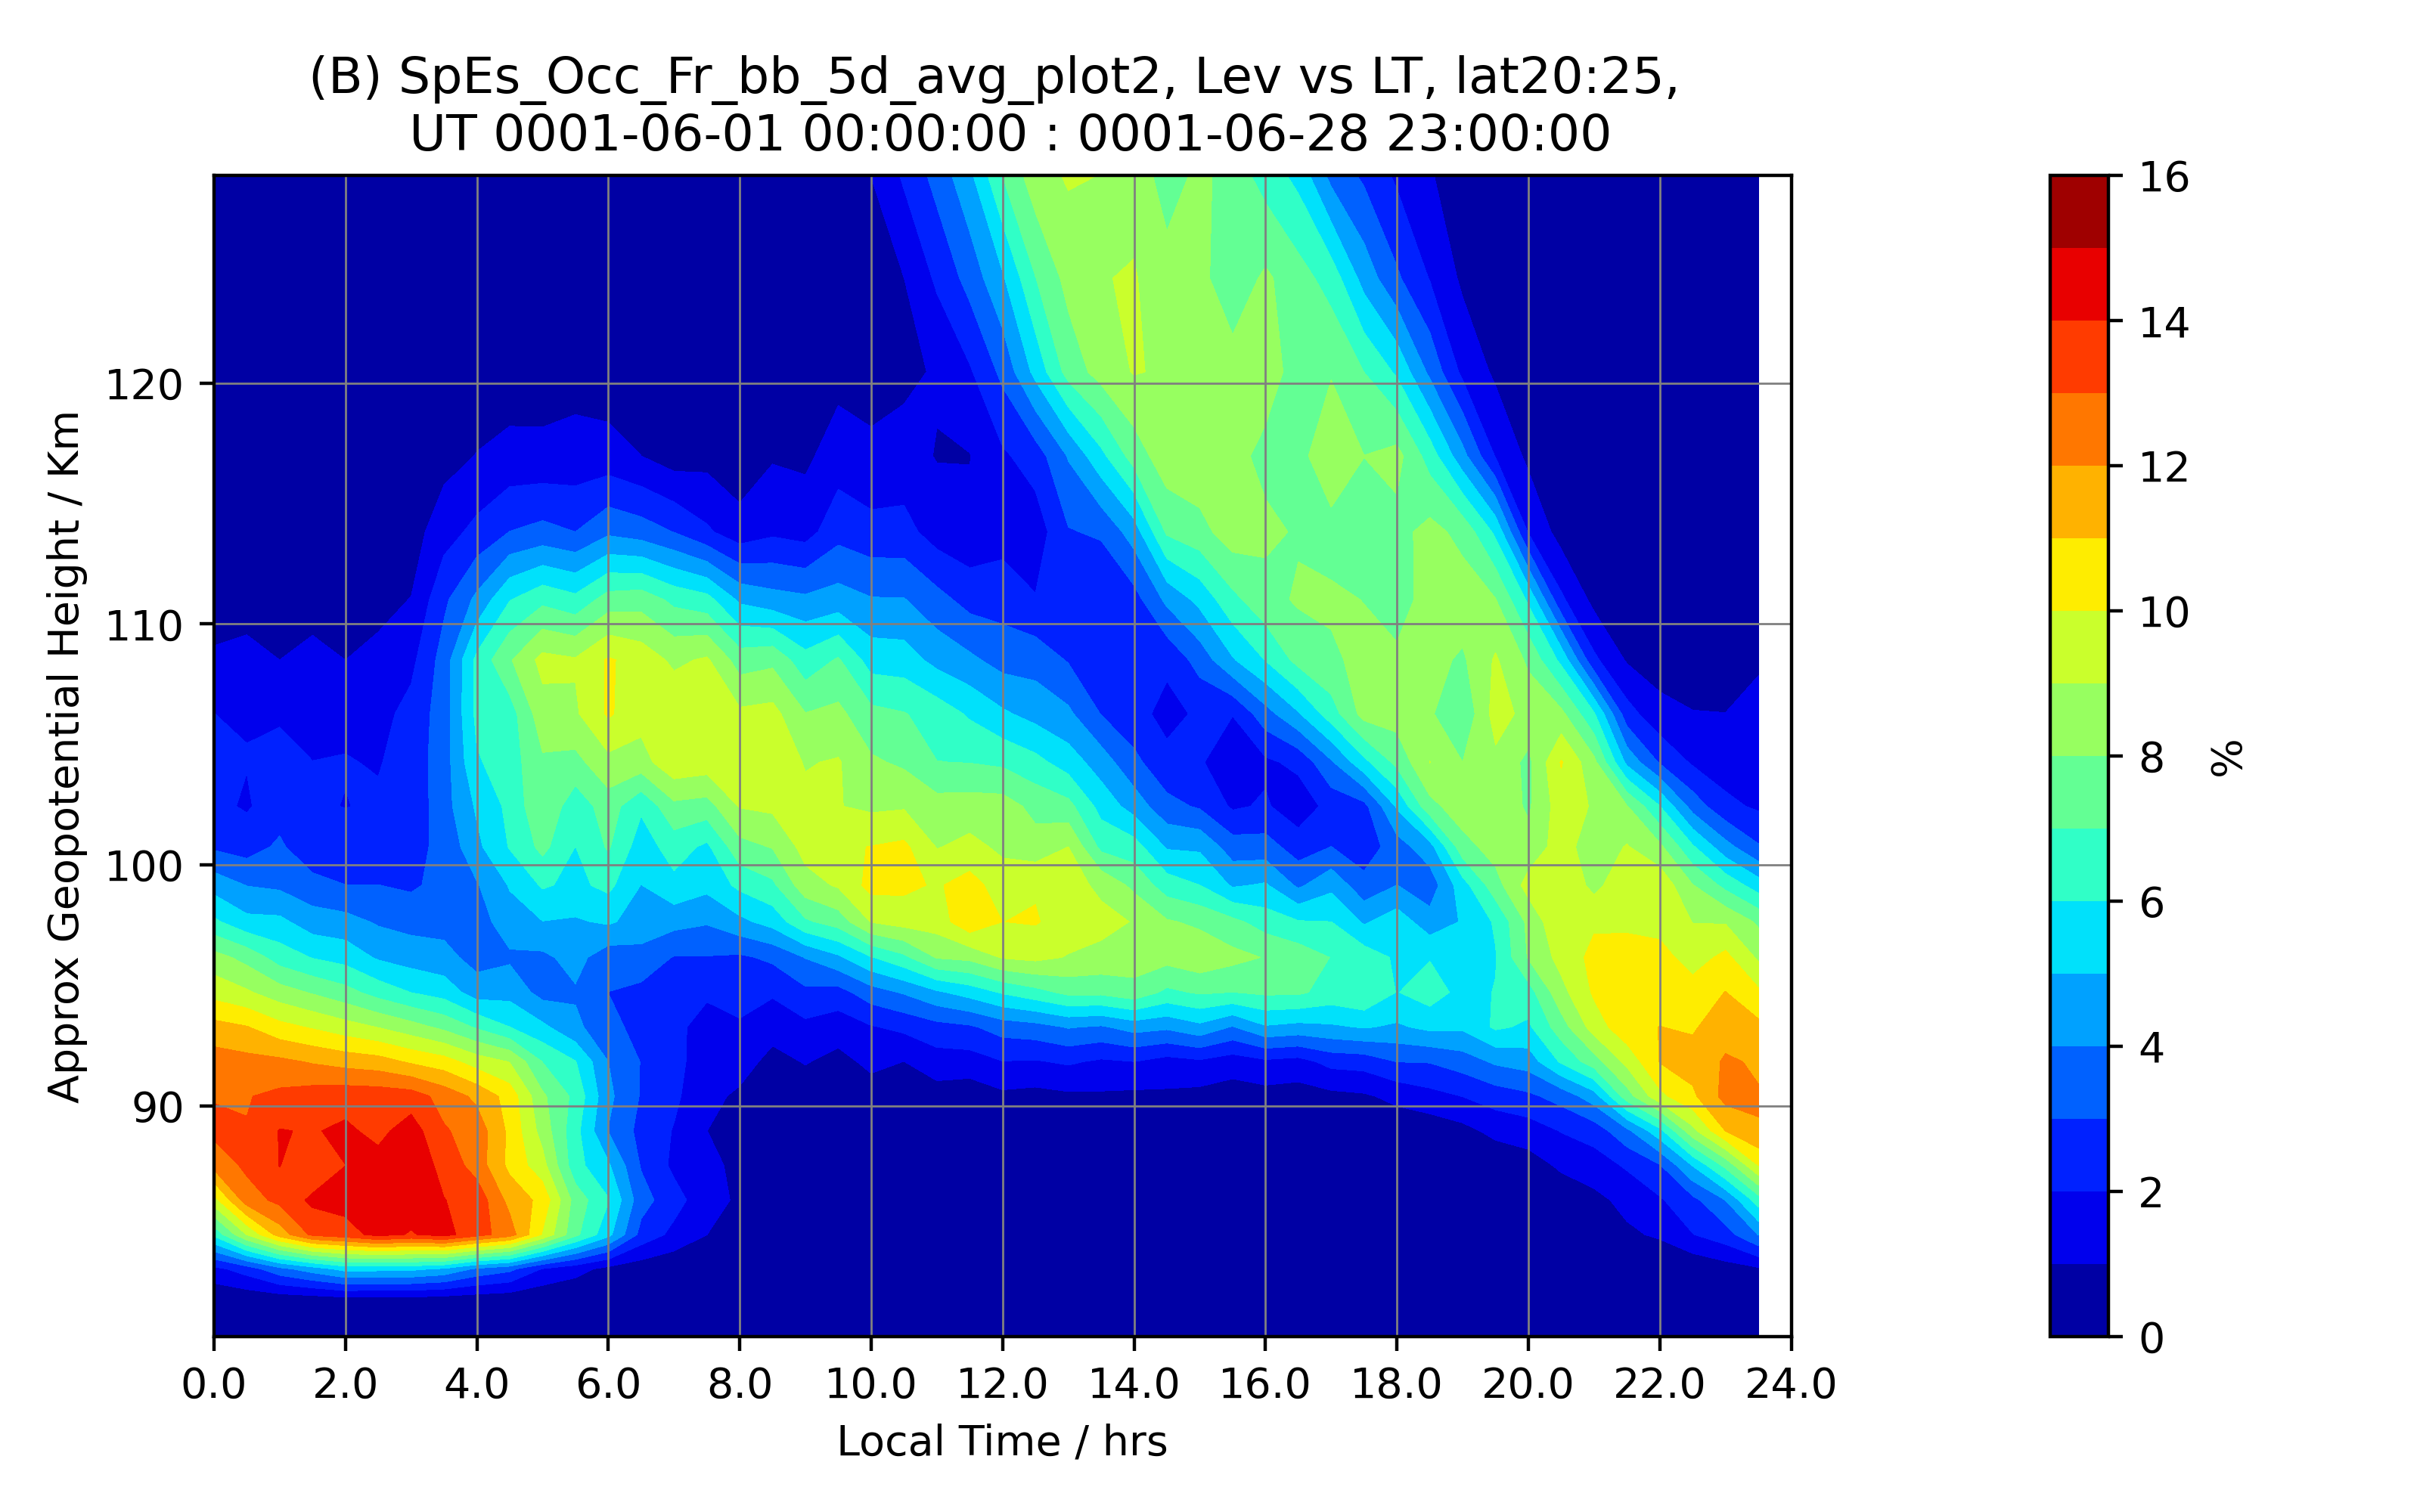 (B) SpEs_Occ_Fr_bb_5d_avg_plot2, Lev vs LT, lat20:25,
UT 0001-06-01 00:00:00 : 0001-06-28 23:00:00
Approx Geopotential Height / Km
120
110
100
90
0.0 2.0 4.0 6.0 8.0 10.0 12.0 14.0 16.0 18.0 20.0 22.0 24.0
Local Time / hrs
16
14
12
10
8
6
4
2
0
%